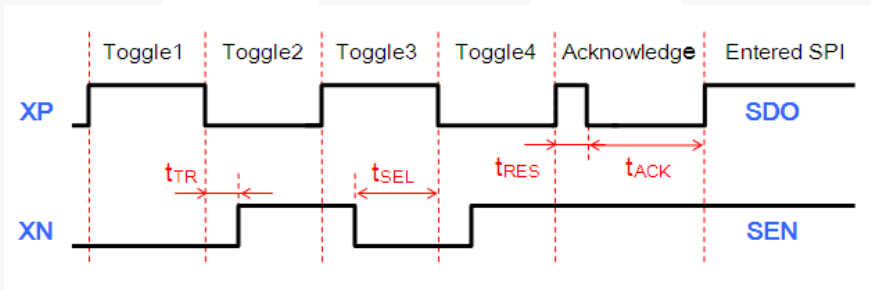 Toggle1 Toggle2 Toggle3 Toggle4 Acknowledge Entered SPI
XP SDO
tTR tSEL tRES tACK
XN SEN